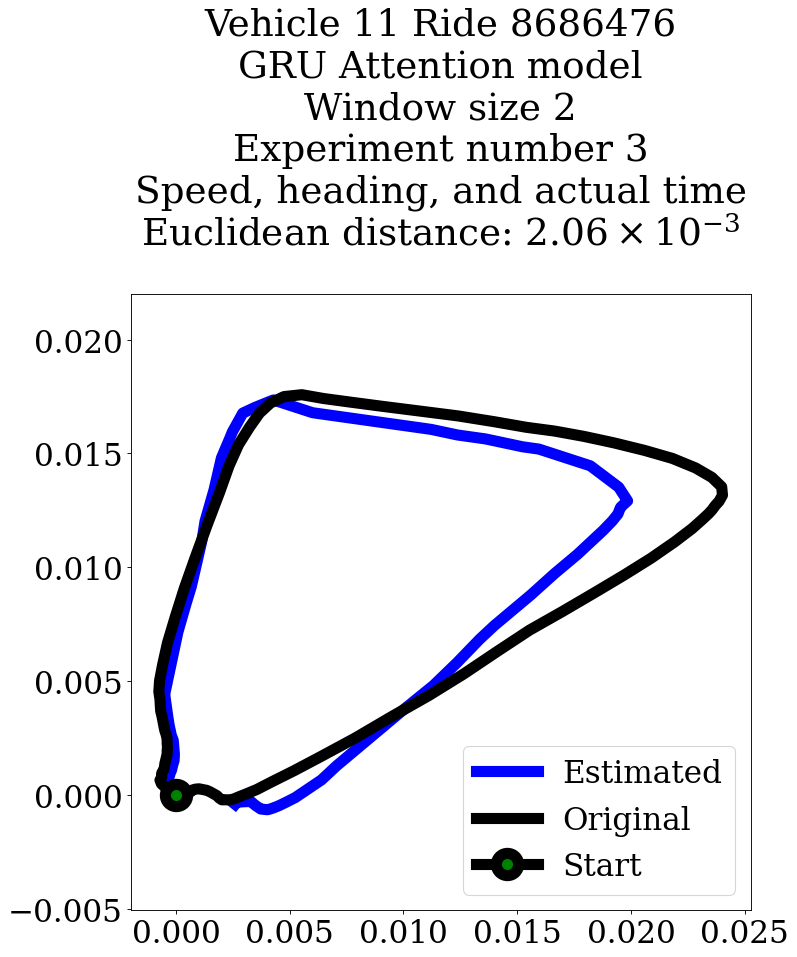 Vehicle 11 Ride 8686476
GRU Attention model
Window size 2
Experiment number 3
Speed, heading, and actual time
Euclidean distance: 2.06 × 10⁻³
0.020
0.015
0.010
0.005
0.000
−0.005
Estimated
Original
Start
0.000 0.005 0.010 0.015 0.020 0.025